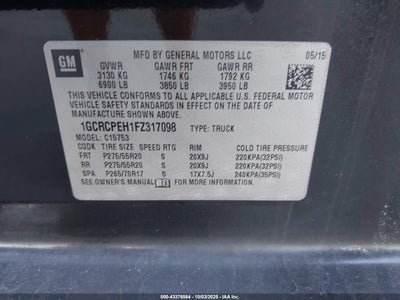 GM
MFD BY GENERAL MOTORS LLC 05/15
GVWR GAWR FRT GAWR RR
3130 KG 1746 KG 1792 KG
6900 LB 3850 LB 3950 LB
THIS VEHICLE CONFORMS TO ALL APPLICABLE U.S. FEDERAL MOTOR
VEHICLE SAFETY STANDARDS IN EFFECT ON THE DATE OF
MANUFACTURE SHOWN ABOVE.
1GCRCPEH1FZ317098 TYPE: TRUCK
MODEL: C15753
CQDK TIRE SIZE SPEED RTG RIM COLD TIRE PRESSURE
FRT P275/55R20 S 20X9J 220KPA(32PSI)
RR P275/55R20 S 20X9J 220KPA(32PSI)
SPA P265/70R17 S 17X7.5J 240KPA(35PSI)
SEE OWNER'S MANUAL FOR MORE INFORMATION.
© IAA 43376564 | 10/03/2025 IAAI.COM